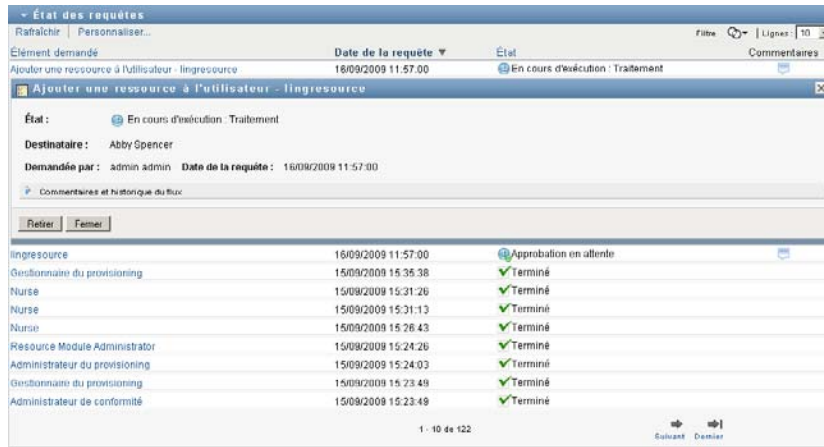 État des requêtes
Rafraîchir | Personnaliser... Filtre | Lignes: 10
Élément demandé Date de la requête État Commentaires
Ajouter une ressource à l'utilisateur - lingresource 16/09/2009 11:57:00 En cours d'exécution : Traitement
Ajouter une ressource à l'utilisateur - lingresource
État : En cours d'exécution : Traitement
Destinataire : Abby Spencer
Demandée par : admin admin Date de la requête : 16/09/2009 11:57:00
Commentaires et historique du flux
Retirer Fermer
lingresource 16/09/2009 11:57:00 Approbation en attente
Gestionnaire du provisioning 15/09/2009 15:35:38 Terminé
Nurse 15/09/2009 15:31:26 Terminé
Nurse 15/09/2009 15:31:13 Terminé
Nurse 15/09/2009 15:26:43 Terminé
Resource Module Administrator 15/09/2009 15:24:26 Terminé
Administrateur du provisioning 15/09/2009 15:24:03 Terminé
Gestionnaire du provisioning 15/09/2009 15:23:49 Terminé
Administrateur de conformité 15/09/2009 15:23:49 Terminé
1 - 10 de 122 Suivant Dernier